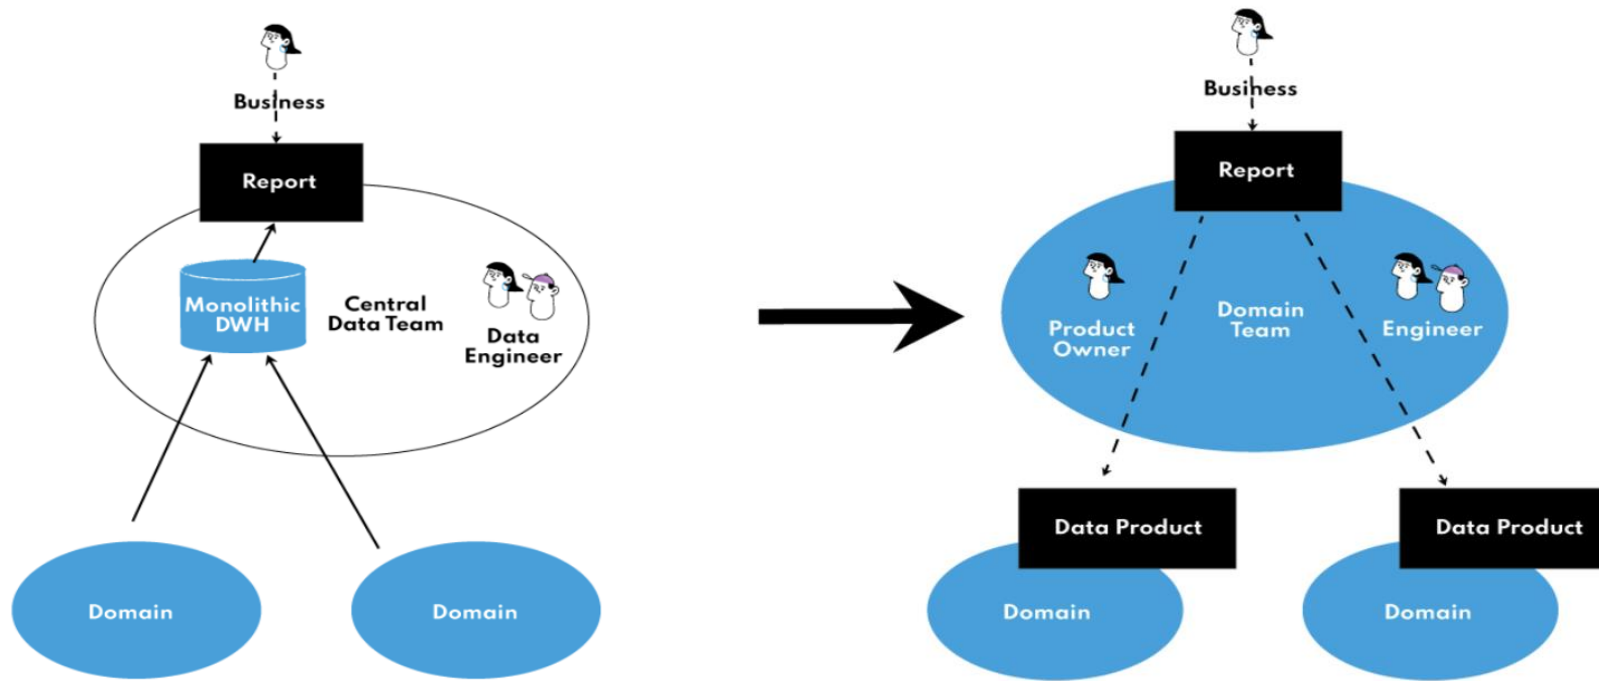 Business
Report
Monolithic
DWH
Central
Data Team
Data
Engineer
Domain
Domain
Business
Report
Product
Owner
Domain
Team
Engineer
Data Product
Data Product
Domain
Domain